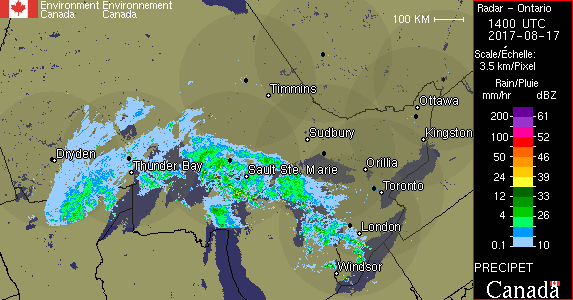 Environment Environnement
Canada Canada
100 KM
Timmins
Ottawa
Sudbury
Kingston
Dryden
Thunder Bay
Sault Ste. Marie
Orillia
Toronto
London
Windsor
Radar - Ontario
1400 UTC
2017-08-17
Scale/Échelle:
3.5 km/Pixel
Rain/Pluie
mm/hr dBZ
200 61
100 52
50 46
24 39
12 33
4 26
0.1 10
PRECIPET
Canada